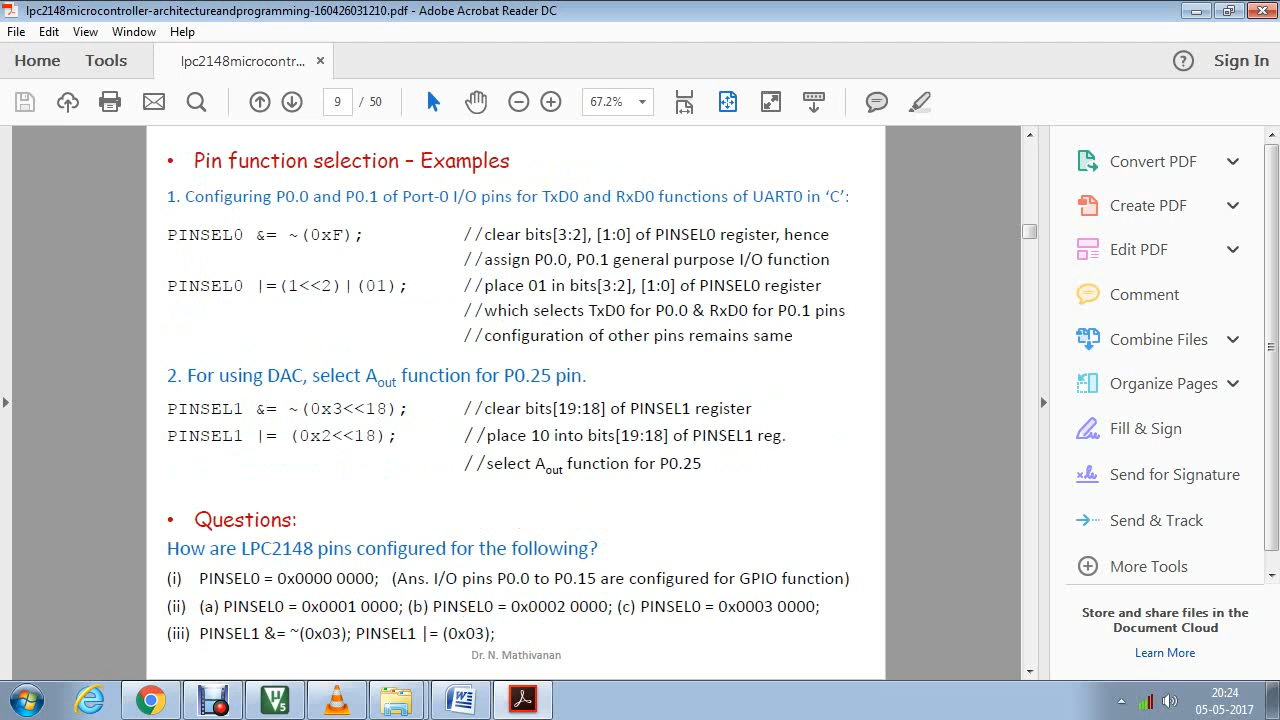 lpc2148microcontroller-architectureandprogramming-160426031210.pdf - Adobe Acrobat Reader DC
File Edit View Window Help
Home Tools lpc2148microcontr... × ? Sign In
9 / 50 67.2%
• Pin function selection – Examples
1. Configuring P0.0 and P0.1 of Port-0 I/O pins for TxD0 and RxD0 functions of UART0 in ‘C’:
PINSEL0 &= ~(0xF); //clear bits[3:2], [1:0] of PINSEL0 register, hence
//assign P0.0, P0.1 general purpose I/O function
PINSEL0 |=(1<<2)|(01); //place 01 in bits[3:2], [1:0] of PINSEL0 register
//which selects TxD0 for P0.0 & RxD0 for P0.1 pins
//configuration of other pins remains same
2. For using DAC, select Aout function for P0.25 pin.
PINSEL1 &= ~(0x3<<18); //clear bits[19:18] of PINSEL1 register
PINSEL1 |= (0x2<<18); //place 10 into bits[19:18] of PINSEL1 reg.
//select Aout function for P0.25
• Questions:
How are LPC2148 pins configured for the following?
(i) PINSEL0 = 0x0000 0000; (Ans. I/O pins P0.0 to P0.15 are configured for GPIO function)
(ii) (a) PINSEL0 = 0x0001 0000; (b) PINSEL0 = 0x0002 0000; (c) PINSEL0 = 0x0003 0000;
(iii) PINSEL1 &= ~(0x03); PINSEL1 |= (0x03);
Dr. N. Mathivanan
Convert PDF
Create PDF
Edit PDF
Comment
Combine Files
Organize Pages
Fill & Sign
Send for Signature
Send & Track
More Tools
Store and share files in the
Document Cloud
Learn More
20:24
05-05-2017